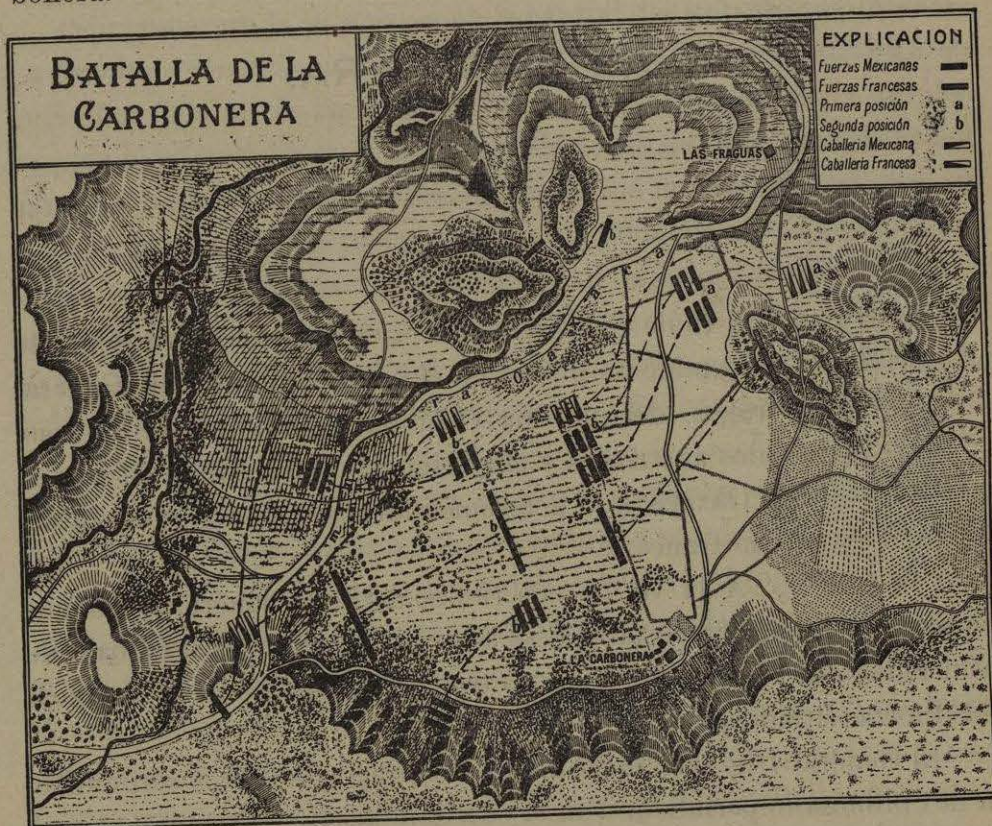 BATALLA DE LA
CARBONERA
EXPLICACION
Fuerzas Mexicanas
Fuerzas Francesas
Primera posición a
Segunda posición b
Caballeria Mexicana
Caballeria Francesa
LAS FRAGUAS
N
b
a
a
a Oaxaca
b
LA CARBONERA